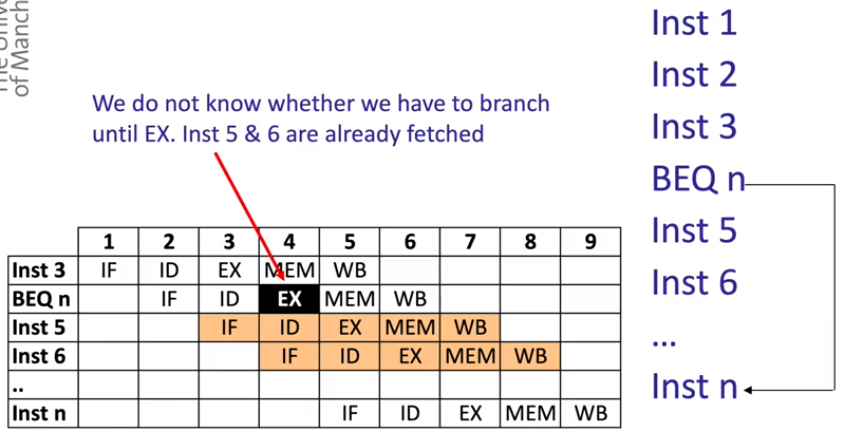 of Manch
Inst 1
Inst 2
Inst 3
BEQ n
Inst 5
Inst 6
...
Inst n
We do not know whether we have to branch
until EX. Inst 5 & 6 are already fetched
1 2 3 4 5 6 7 8 9
Inst 3 IF ID EX MEM WB
BEQ n IF ID EX MEM WB
Inst 5 IF ID EX MEM WB
Inst 6 IF ID EX MEM WB
..
Inst n IF ID EX MEM WB